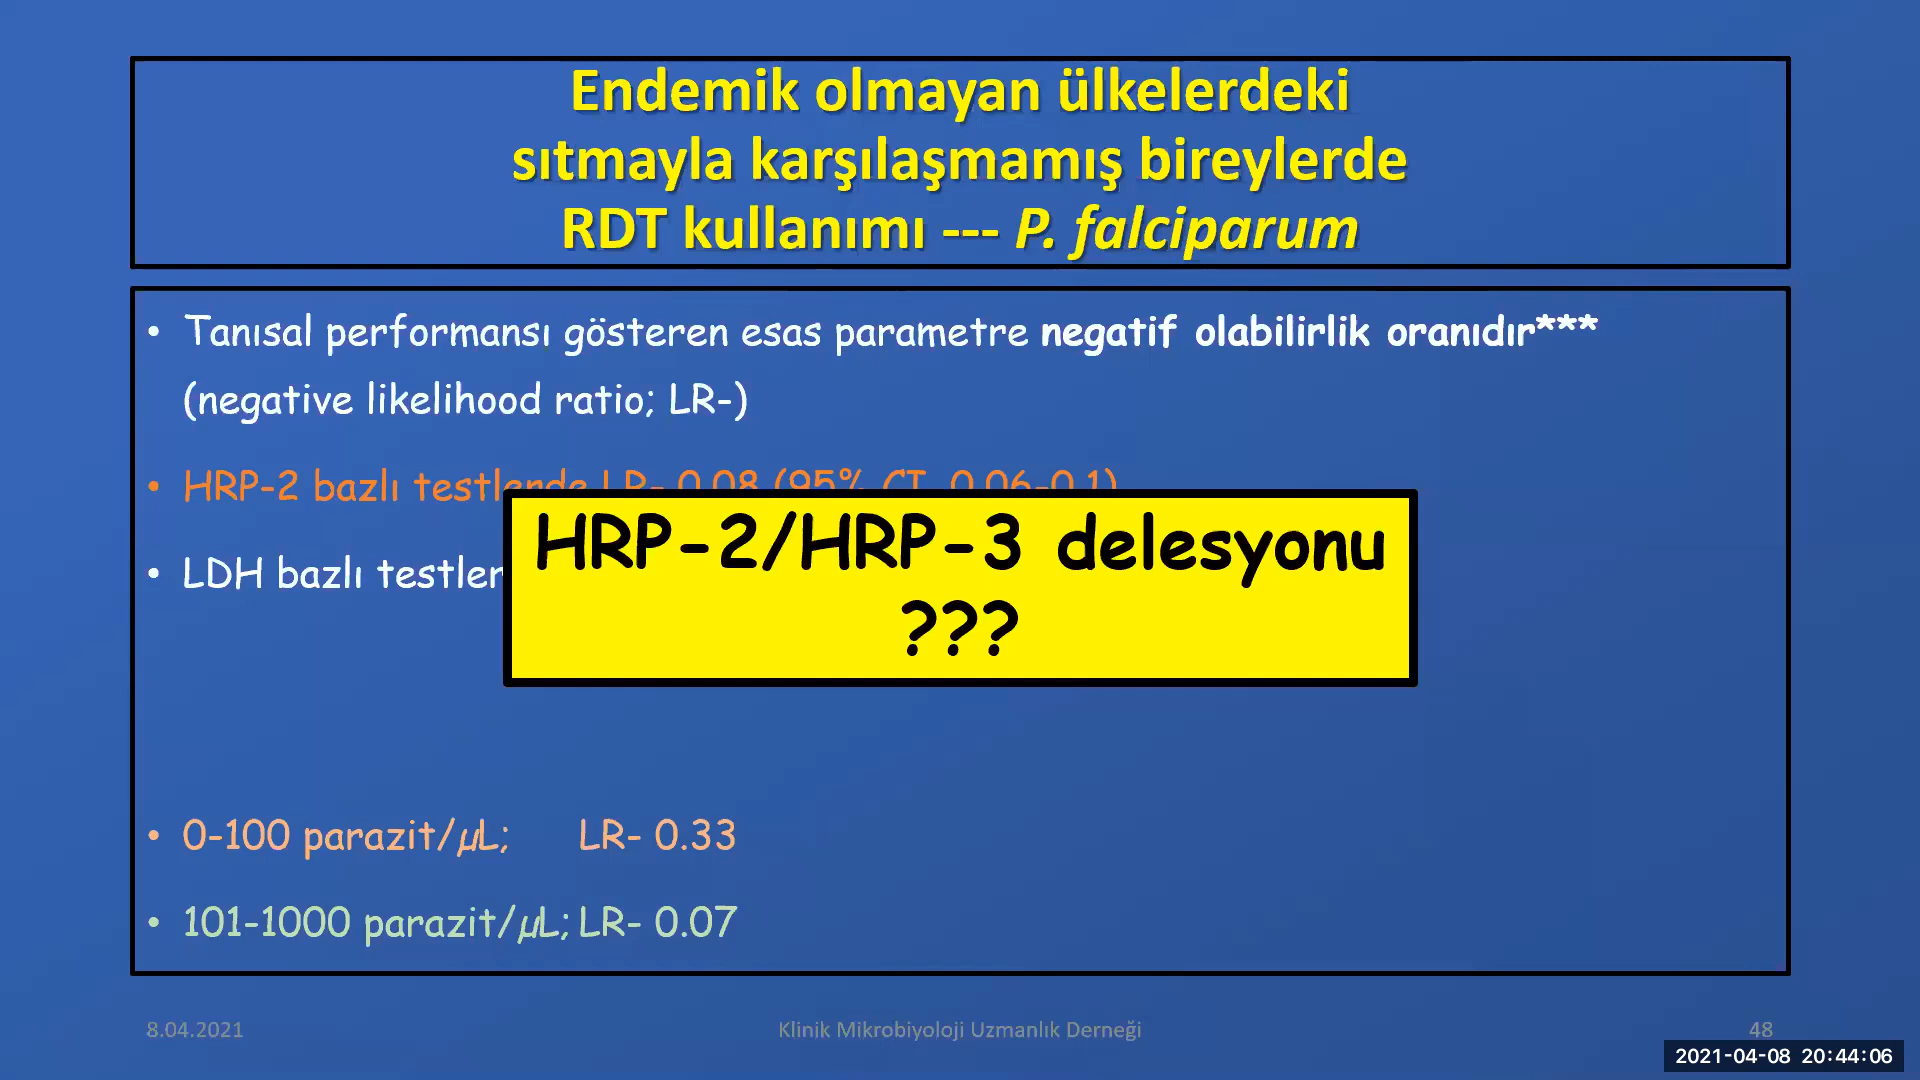 Endemik olmayan ülkelerdeki
sıtmayla karşılaşmamış bireylerde
RDT kullanımı --- P. falciparum
• Tanısal performansı gösteren esas parametre negatif olabilirlik oranıdır***
(negative likelihood ratio; LR-)
• HRP-2 bazlı testlerde LR- 0.08 (95% CI, 0.06-0.1)
• LDH bazlı testler
HRP-2/HRP-3 delesyonu
???
• 0-100 parazit/µL; LR- 0.33
• 101-1000 parazit/µL; LR- 0.07
8.04.2021
Klinik Mikrobiyoloji Uzmanlık Derneği
48
2021-04-08 20:44:06